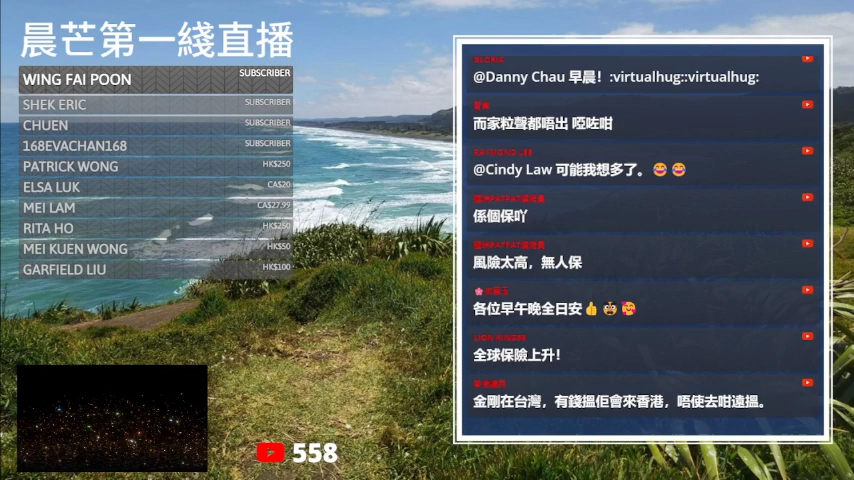 晨芒第一綫直播
WING FAI POON SUBSCRIBER
SHEK ERIC SUBSCRIBER
CHUEN SUBSCRIBER
168EVACHAN168 SUBSCRIBER
PATRICK WONG HK$250
ELSA LUK CA$20
MEI LAM CA$27.99
RITA HO HK$250
MEI KUEN WONG HK$50
GARFIELD LIU HK$100
@Danny Chau 早晨！:virtualhug::virtualhug:
而家粒聲都唔出 啞咗咁
@Cindy Law 可能我想多了。😂 😂
係個保吖
風險太高，無人保
各位早午晚全日安👍
全球保險上升！
金剛在台灣，有錢搵佢會來香港，唔使去咁遠搵。
558